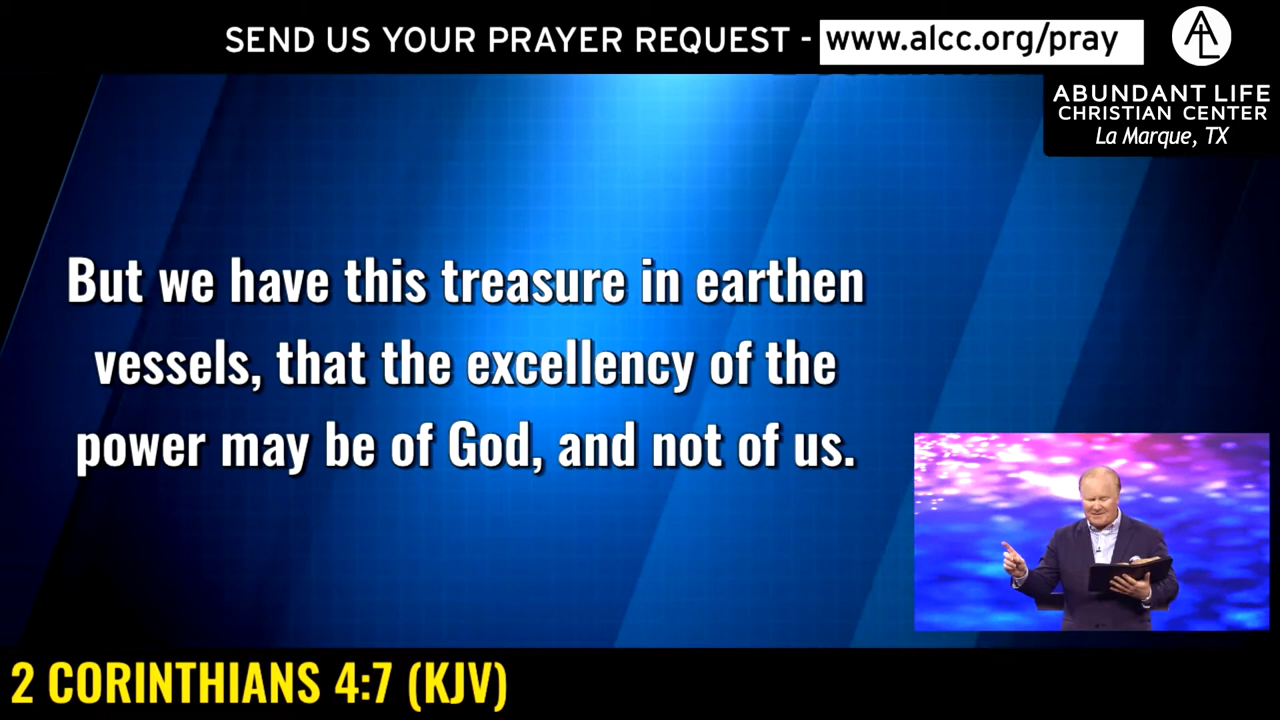 SEND US YOUR PRAYER REQUEST - www.alcc.org/pray
AL
ABUNDANT LIFE
CHRISTIAN CENTER
La Marque, TX
But we have this treasure in earthen
vessels, that the excellency of the
power may be of God, and not of us.
2 CORINTHIANS 4:7 (KJV)